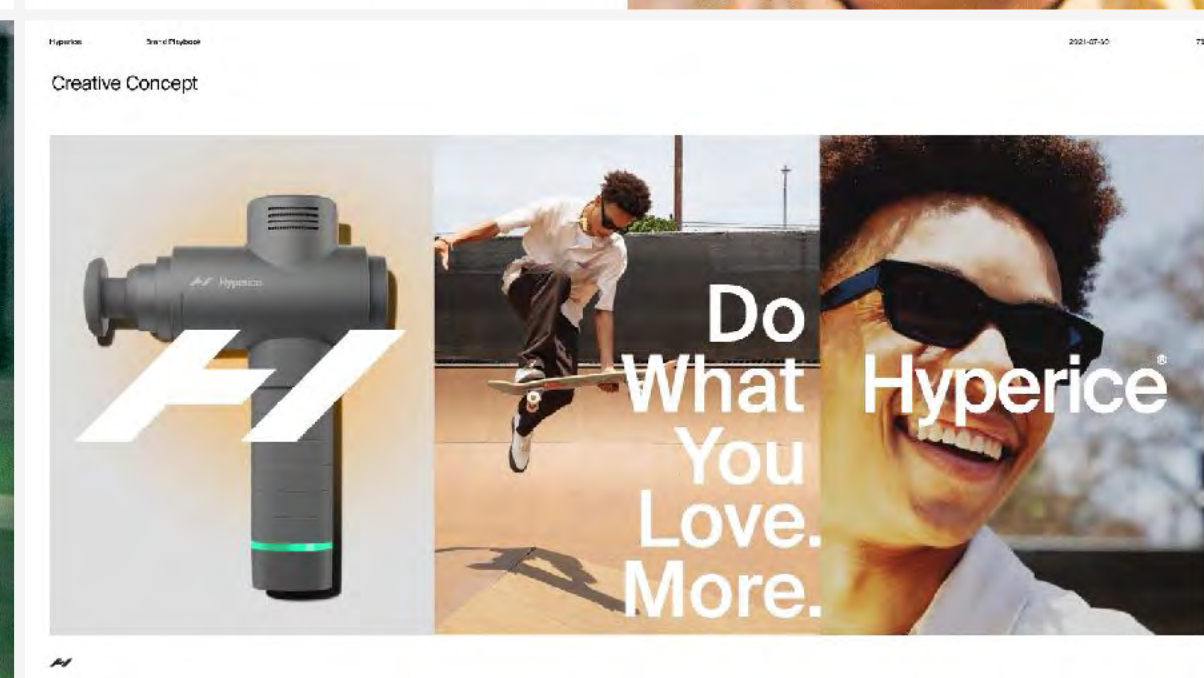 Hyperice
Brand Playbook
2021-07-30
Creative Concept
Hyperice
Do
What
You
Love.
More.
Hyperice®